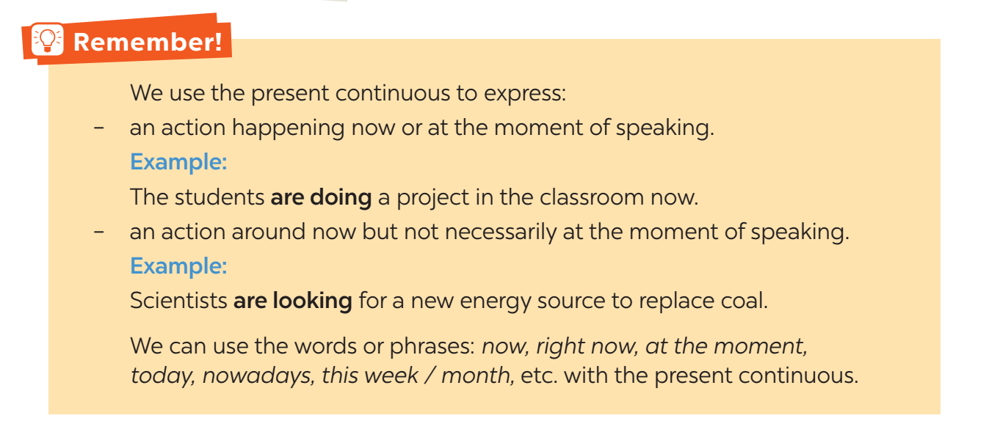 Remember!
We use the present continuous to express:
– an action happening now or at the moment of speaking.
Example:
The students are doing a project in the classroom now.
– an action around now but not necessarily at the moment of speaking.
Example:
Scientists are looking for a new energy source to replace coal.
We can use the words or phrases: now, right now, at the moment,
today, nowadays, this week / month, etc. with the present continuous.